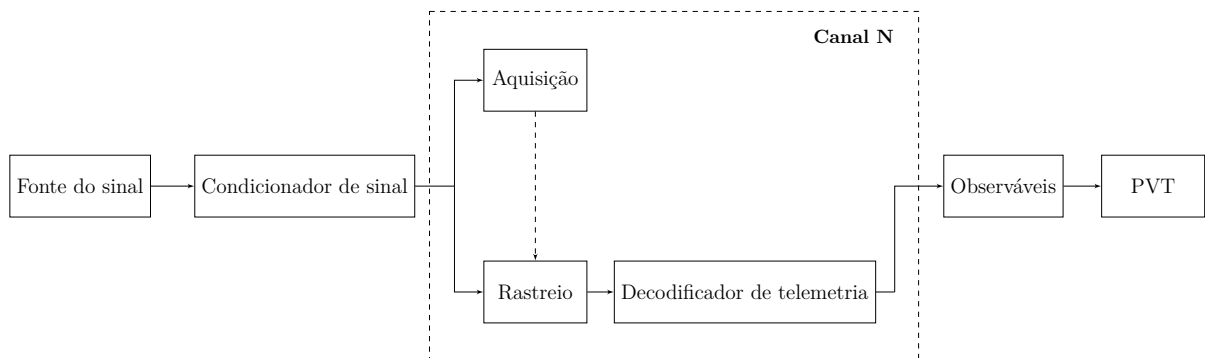 Canal N
Aquisição
Fonte do sinal
Condicionador de sinal
Observáveis
PVT
Rastreio
Decodificador de telemetria